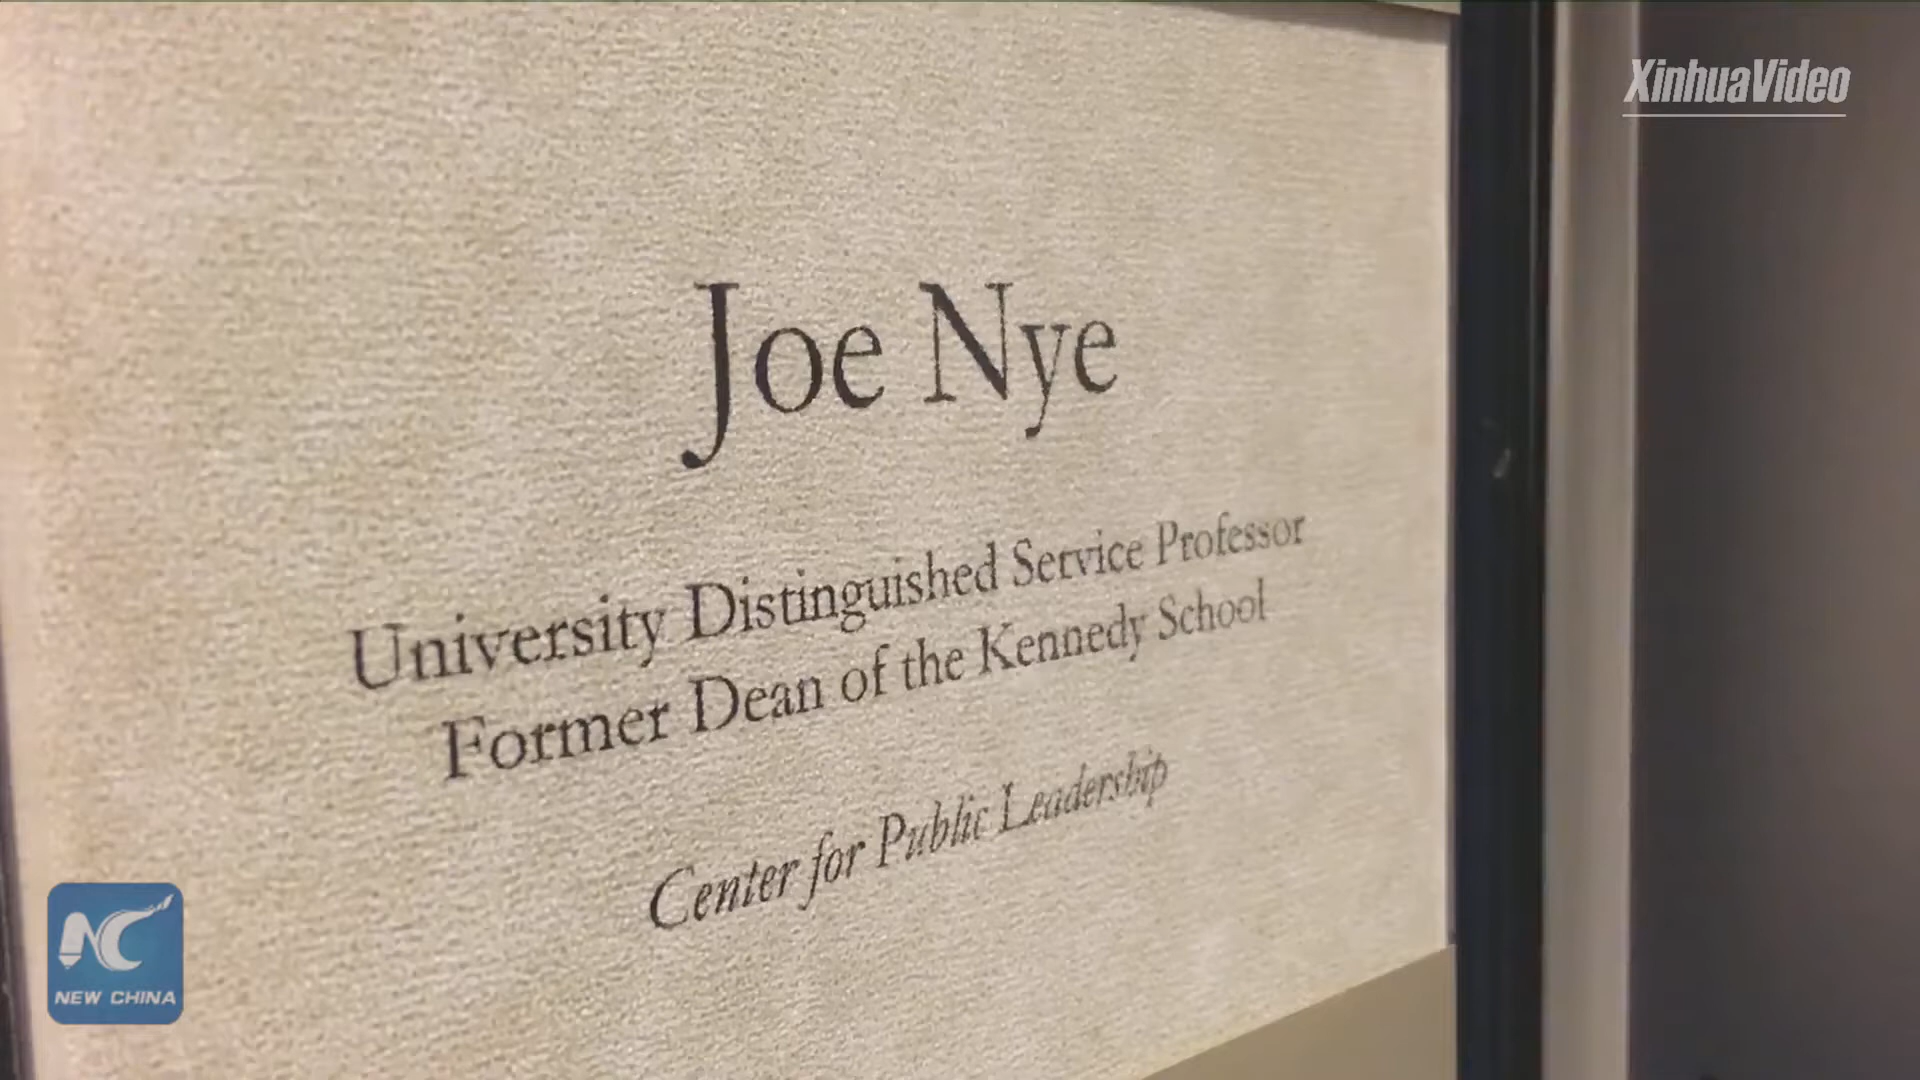 XinhuaVideo
Joe Nye
University Distinguished Service Professor
Former Dean of the Kennedy School
Center for Public Leadership
NC
NEW CHINA